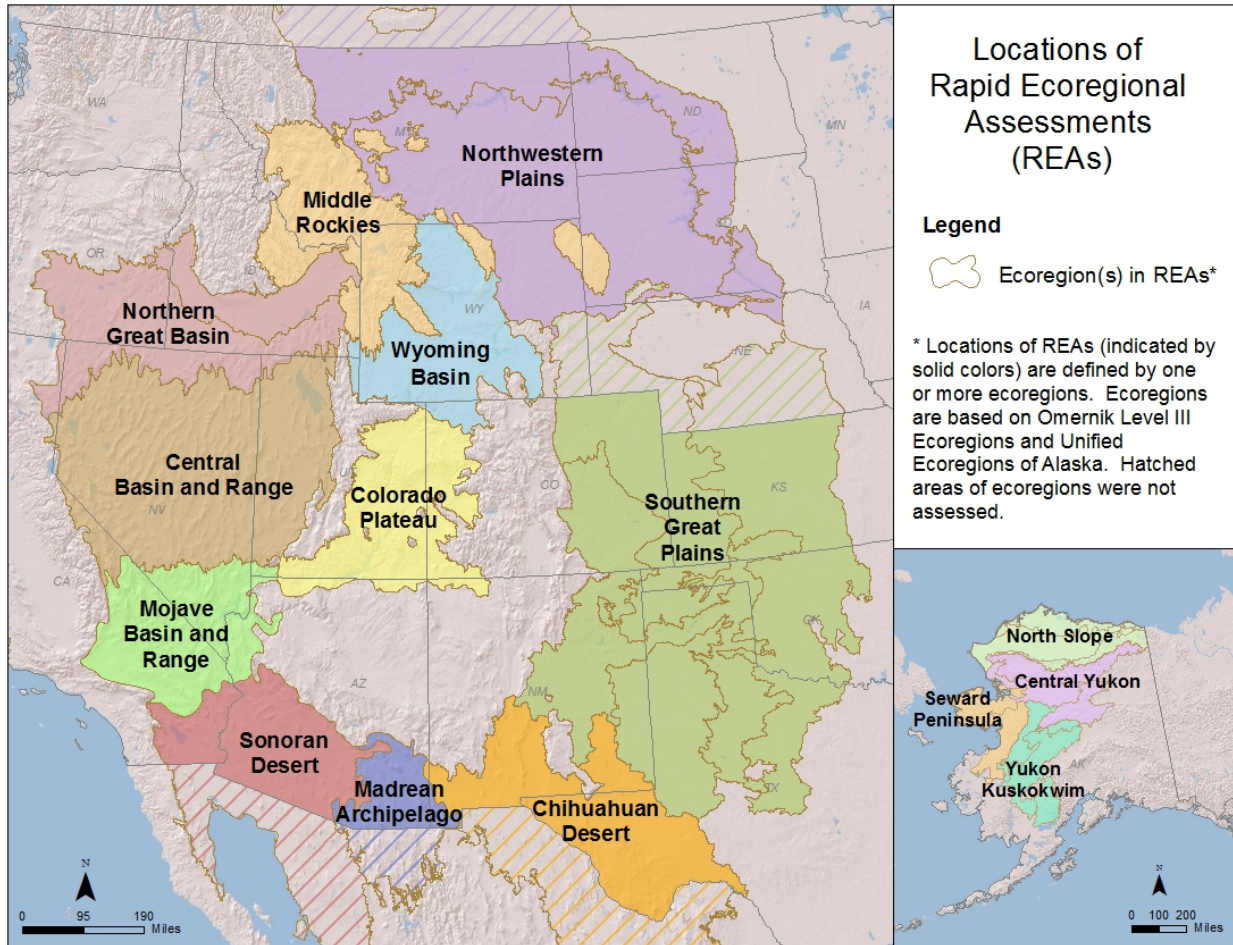 Locations of
Rapid Ecoregional
Assessments
(REAs)
Legend
Ecoregion(s) in REAs*
* Locations of REAs (indicated by
solid colors) are defined by one
or more ecoregions. Ecoregions
are based on Omernik Level III
Ecoregions and Unified
Ecoregions of Alaska. Hatched
areas of ecoregions were not
assessed.
WA
MT
ND
MN
Northwestern
Plains
Middle
Rockies
OR
ID
SD
IA
WY
NE
Northern
Great Basin
Wyoming
Basin
Central
Basin and Range
NV
Colorado
Plateau
CO
KS
Southern
Great
Plains
CA
Mojave
Basin and
Range
AZ
NM
OK
TX
Sonoran
Desert
Madrean
Archipelago
Chihuahuan
Desert
N
0 95 190
Miles
North Slope
Central Yukon
Seward
Peninsula
AK
Yukon
Kuskokwim
N
0 100 200
Miles